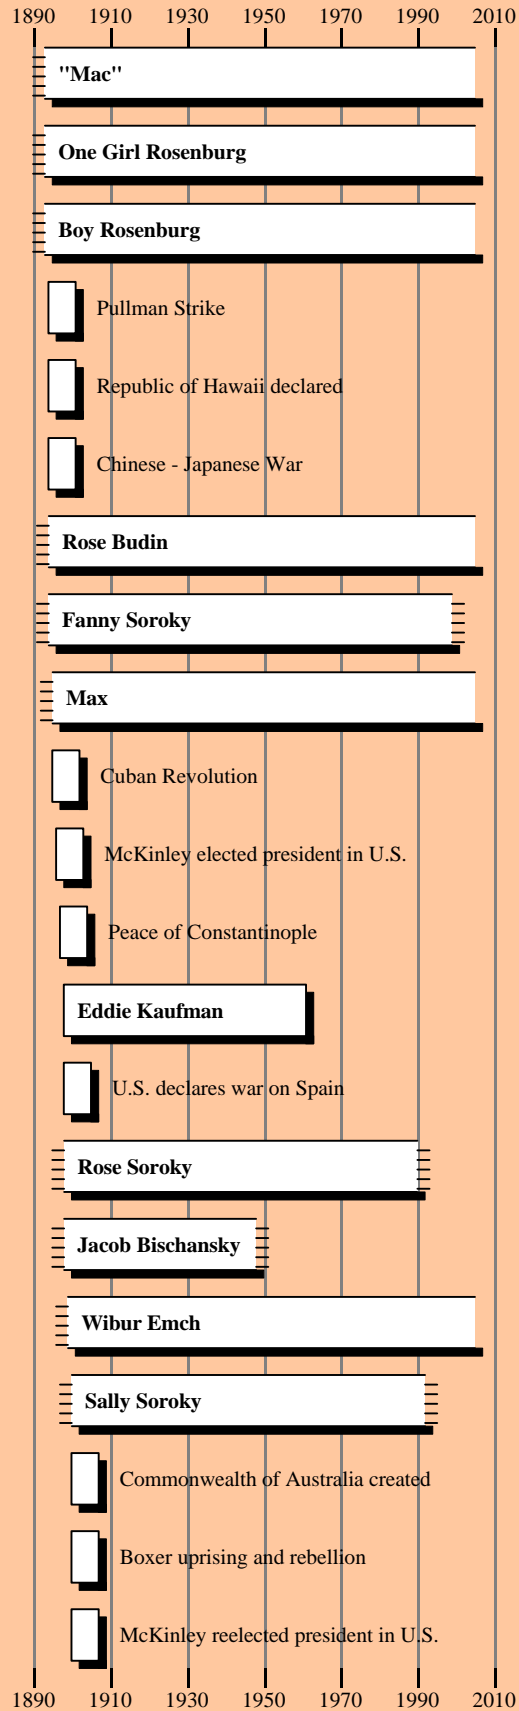 1890 1910 1930 1950 1970 1990 2010
"Mac"
One Girl Rosenburg
Boy Rosenburg
Pullman Strike
Republic of Hawaii declared
Chinese - Japanese War
Rose Budin
Fanny Soroky
Max
Cuban Revolution
McKinley elected president in U.S.
Peace of Constantinople
Eddie Kaufman
U.S. declares war on Spain
Rose Soroky
Jacob Bischansky
Wibur Emch
Sally Soroky
Commonwealth of Australia created
Boxer uprising and rebellion
McKinley reelected president in U.S.
1890 1910 1930 1950 1970 1990 2010